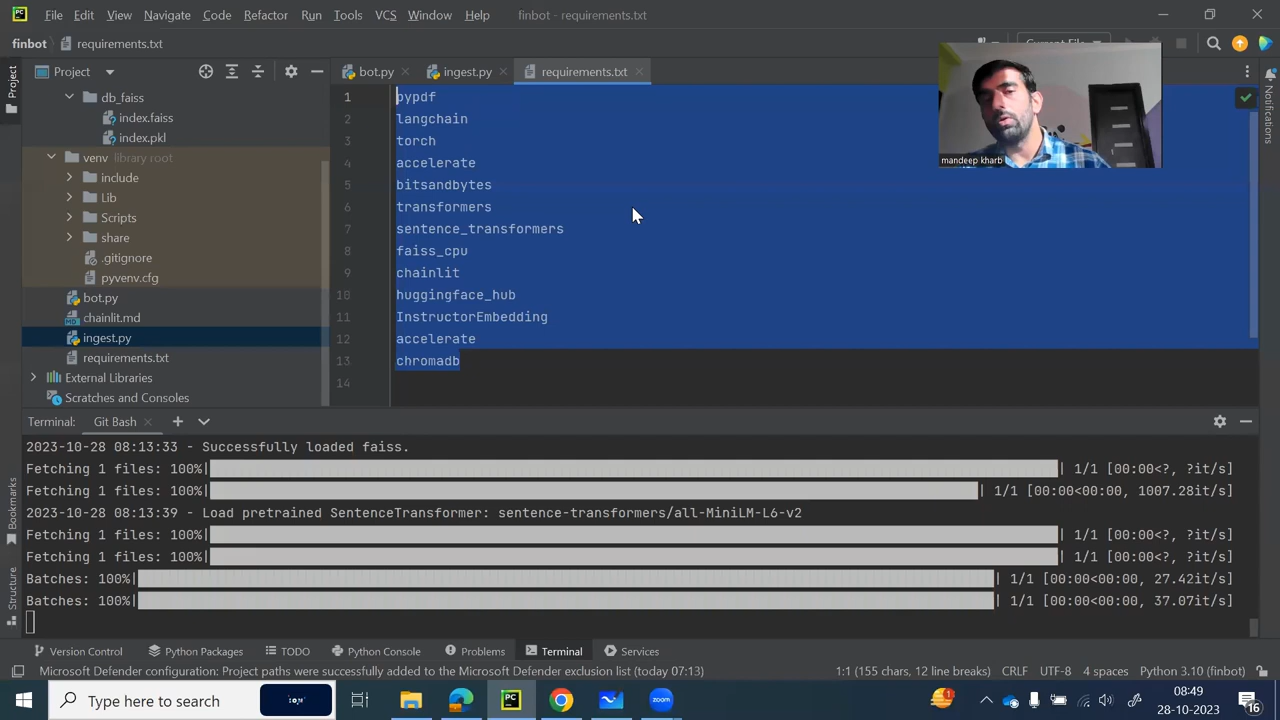 File Edit View Navigate Code Refactor Run Tools VCS Window Help finbot - requirements.txt
finbot requirements.txt
Project bot.py ingest.py requirements.txt
Project
Notifications
db_faiss
index.faiss
index.pkl
venv library root
include
Lib
Scripts
share
.gitignore
pyvenv.cfg
bot.py
chainlit.md
ingest.py
requirements.txt
External Libraries
Scratches and Consoles
1 pypdf
2 langchain
3 torch
4 accelerate
5 bitsandbytes
6 transformers
7 sentence_transformers
8 faiss_cpu
9 chainlit
10 huggingface_hub
11 InstructorEmbedding
12 accelerate
13 chromadb
14
mandeep kharb
Terminal: Git Bash
2023-10-28 08:13:33 - Successfully loaded faiss.
Fetching 1 files: 100%| | 1/1 [00:00<?, ?it/s]
Fetching 1 files: 100%| | 1/1 [00:00<00:00, 1007.28it/s]
2023-10-28 08:13:39 - Load pretrained SentenceTransformer: sentence-transformers/all-MiniLM-L6-v2
Fetching 1 files: 100%| | 1/1 [00:00<?, ?it/s]
Fetching 1 files: 100%| | 1/1 [00:00<?, ?it/s]
Batches: 100%| | 1/1 [00:00<00:00, 27.42it/s]
Batches: 100%| | 1/1 [00:00<00:00, 37.07it/s]
Bookmarks
Structure
Version Control Python Packages TODO Python Console Problems Terminal Services
Microsoft Defender configuration: Project paths were successfully added to the Microsoft Defender exclusion list (today 07:13) 1:1 (155 chars, 12 line breaks) CRLF UTF-8 4 spaces Python 3.10 (finbot)
Type here to search
PC
zoom
1
08:49
28-10-2023
16